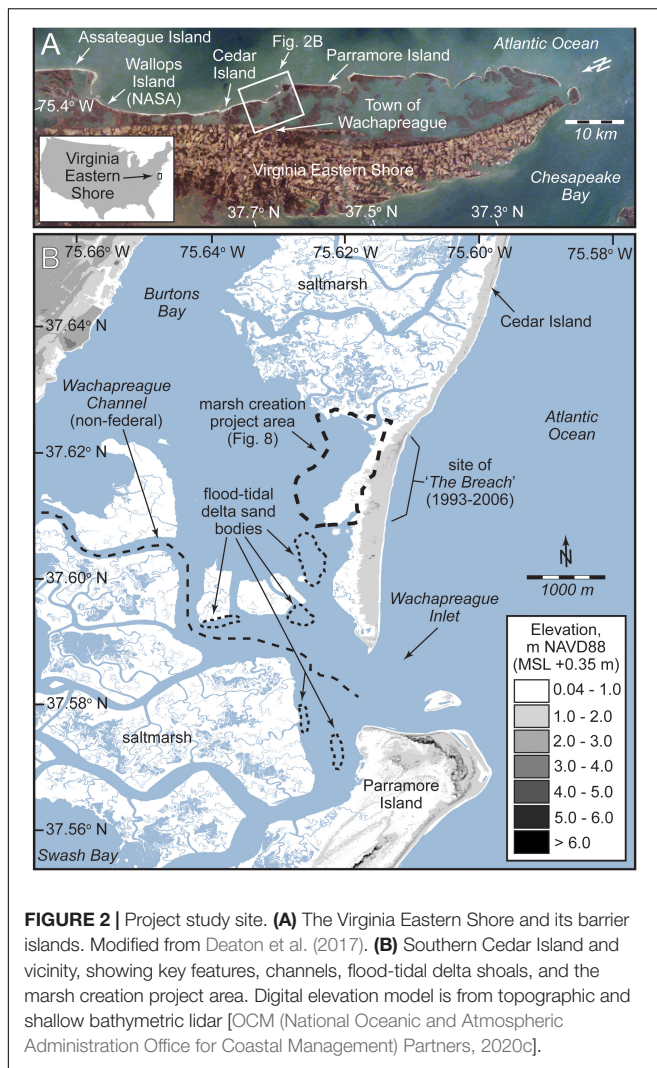 A
Assateague Island
Wallops
Island
(NASA)
Cedar
Island
Fig. 2B
Parramore Island
Atlantic Ocean
N
75.4° W
Town of
Wachapreague
10 km
Virginia
Eastern
Shore
Virginia Eastern Shore
Chesapeake
Bay
37.7° N
37.5° N
37.3° N
B
75.66° W
75.64° W
75.62° W
75.60° W
75.58° W
Burtons
Bay
saltmarsh
Cedar Island
37.64° N
Wachapreague
Channel
(non-federal)
marsh creation
project area
(Fig. 8)
Atlantic
Ocean
37.62° N
site of
'The Breach'
(1993-2006)
flood-tidal
delta sand
bodies
N
37.60° N
1000 m
Wachapreague
Inlet
Elevation,
m NAVD88
(MSL +0.35 m)
0.04 - 1.0
1.0 - 2.0
2.0 - 3.0
3.0 - 4.0
4.0 - 5.0
5.0 - 6.0
> 6.0
37.58° N
saltmarsh
Parramore
Island
37.56° N
Swash Bay
FIGURE 2 | Project study site. (A) The Virginia Eastern Shore and its barrier
islands. Modified from Deaton et al. (2017). (B) Southern Cedar Island and
vicinity, showing key features, channels, flood-tidal delta shoals, and the
marsh creation project area. Digital elevation model is from topographic and
shallow bathymetric lidar [OCM (National Oceanic and Atmospheric
Administration Office for Coastal Management) Partners, 2020c].